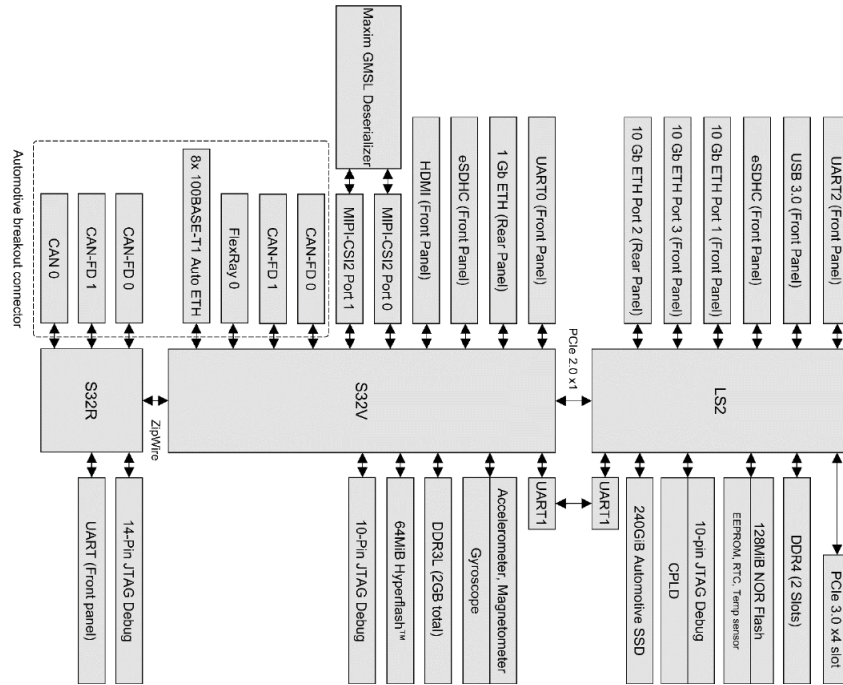 Maxim GMSL Deserializer
Automotive breakout connector
CAN 0
CAN-FD 1
CAN-FD 0
8x 100BASE-T1 Auto ETH
FlexRay 0
CAN-FD 1
CAN-FD 0
MIPI-CSI2 Port 1
MIPI-CSI2 Port 0
HDMI (Front Panel)
eSDHC (Front Panel)
1 Gb ETH (Rear Panel)
UART0 (Front Panel)
10 Gb ETH Port 2 (Rear Panel)
10 Gb ETH Port 3 (Front Panel)
10 Gb ETH Port 1 (Front Panel)
eSDHC (Front Panel)
USB 3.0 (Front Panel)
UART2 (Front Panel)
S32R
ZipWire
S32V
PCIe 2.0 x1
LS2
UART (Front panel)
14-Pin JTAG Debug
10-Pin JTAG Debug
64MiB Hyperflash™
DDR3L (2GB total)
Accelerometer, Magnetometer
Gyroscope
UART1
UART1
240GiB Automotive SSD
10-pin JTAG Debug
CPLD
128MiB NOR Flash
EEPROM, RTC, Temp sensor
DDR4 (2 Slots)
PCIe 3.0 x4 slot